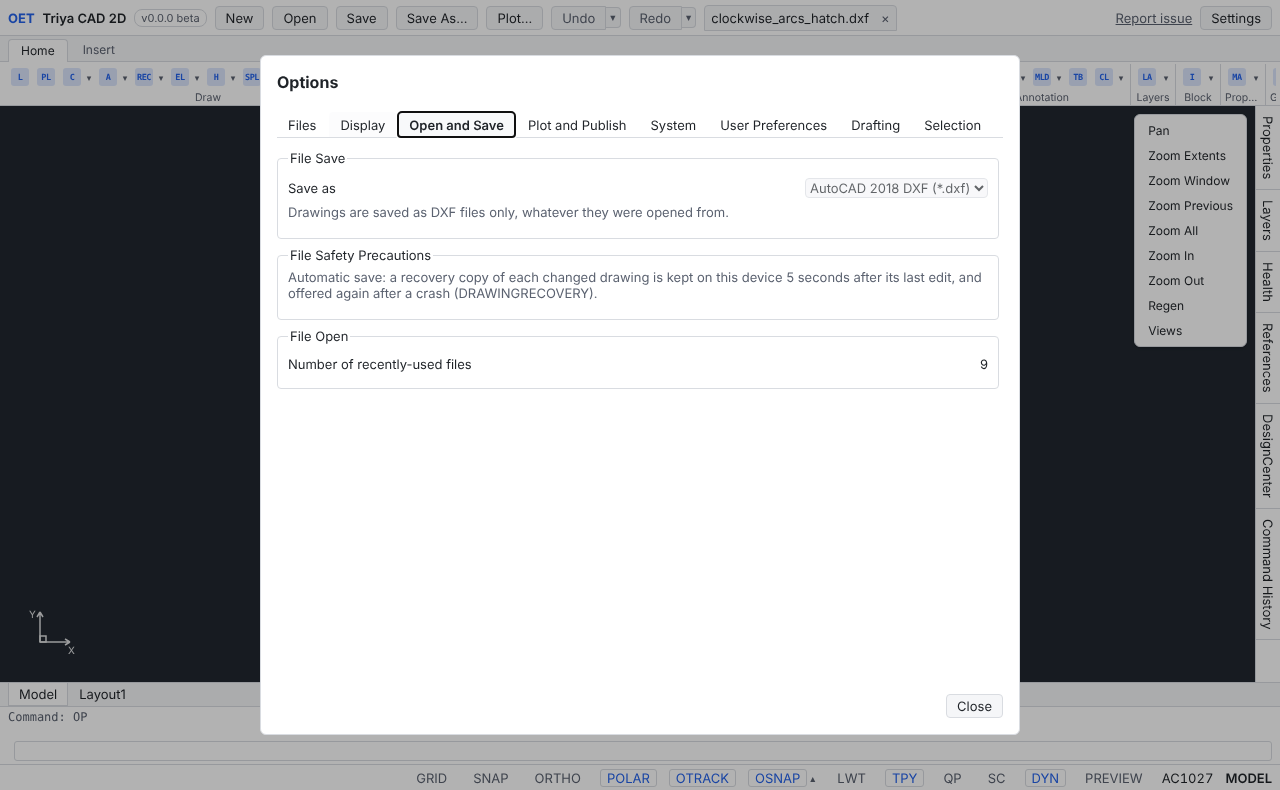 OET Triya CAD 2D v0.0.0 beta New Open Save Save As... Plot... Undo ▼ Redo ▼ clockwise_arcs_hatch.dxf × Report issue Settings
Home Insert
L PL C ▼ A ▼ REC ▼ EL ▼ H ▼ SPL ▼ MLD ▼ TB CL ▼ LA ▼ I ▼ MA ▼
Draw Annotation Layers Block Prop...
Options
Files Display Open and Save Plot and Publish System User Preferences Drafting Selection
File Save
Save as AutoCAD 2018 DXF (*.dxf)
Drawings are saved as DXF files only, whatever they were opened from.
File Safety Precautions
Automatic save: a recovery copy of each changed drawing is kept on this device 5 seconds after its last edit, and
offered again after a crash (DRAWINGRECOVERY).
File Open
Number of recently-used files 9
Close
Pan
Zoom Extents
Zoom Window
Zoom Previous
Zoom All
Zoom In
Zoom Out
Regen
Views
Properties
Layers
Health
References
DesignCenter
Command History
Y
X
Model Layout1
Command: OP
GRID SNAP ORTHO POLAR OTRACK OSNAP ▲ LWT TPY QP SC DYN PREVIEW AC1027 MODEL